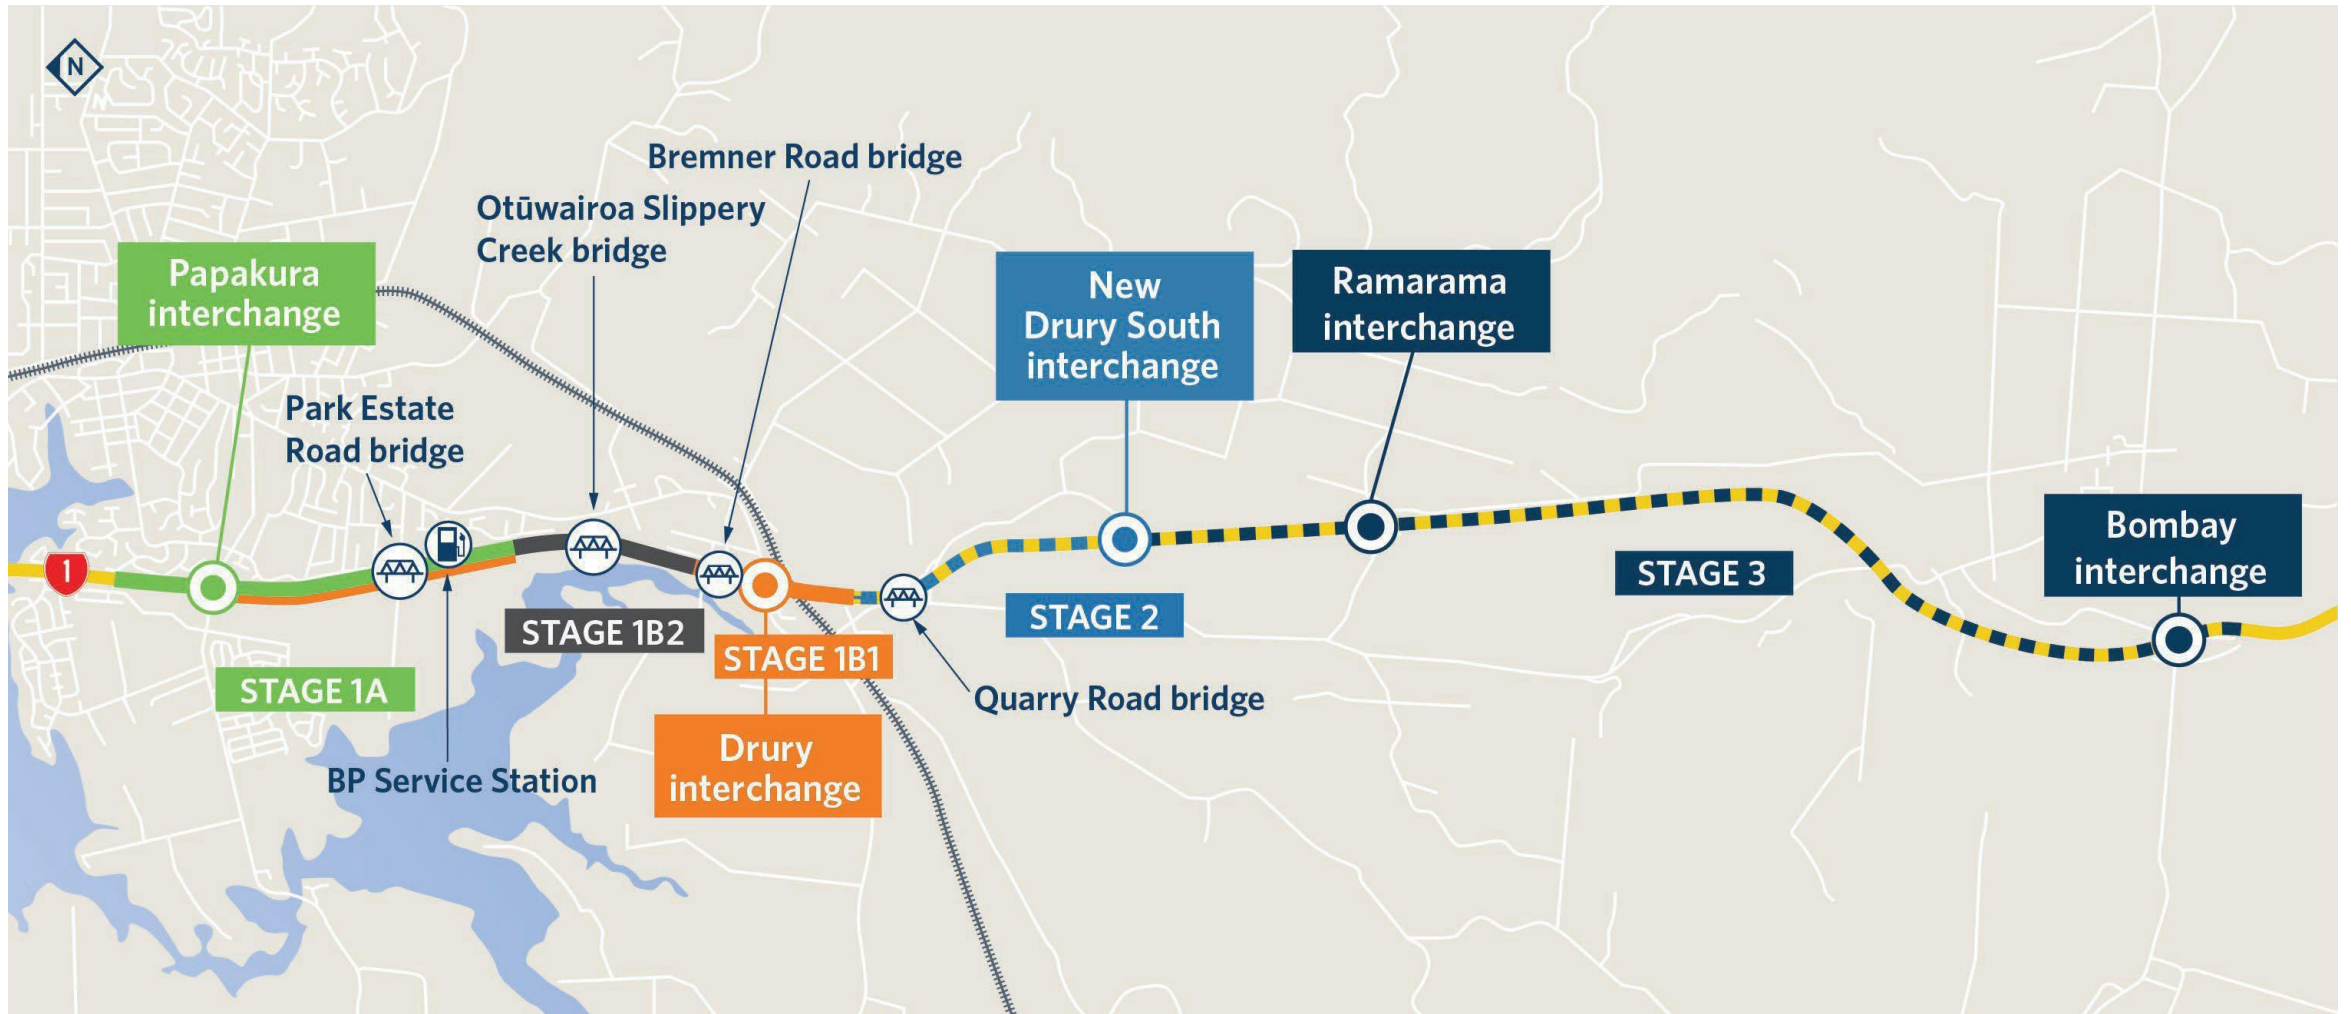 N
Bremner Road bridge
Otūwairoa Slippery
Creek bridge
Papakura
interchange
New
Drury South
interchange
Ramarama
interchange
Park Estate
Road bridge
1
Bombay
interchange
STAGE 3
STAGE 2
STAGE 1B2
STAGE 1B1
STAGE 1A
Quarry Road bridge
Drury
interchange
BP Service Station